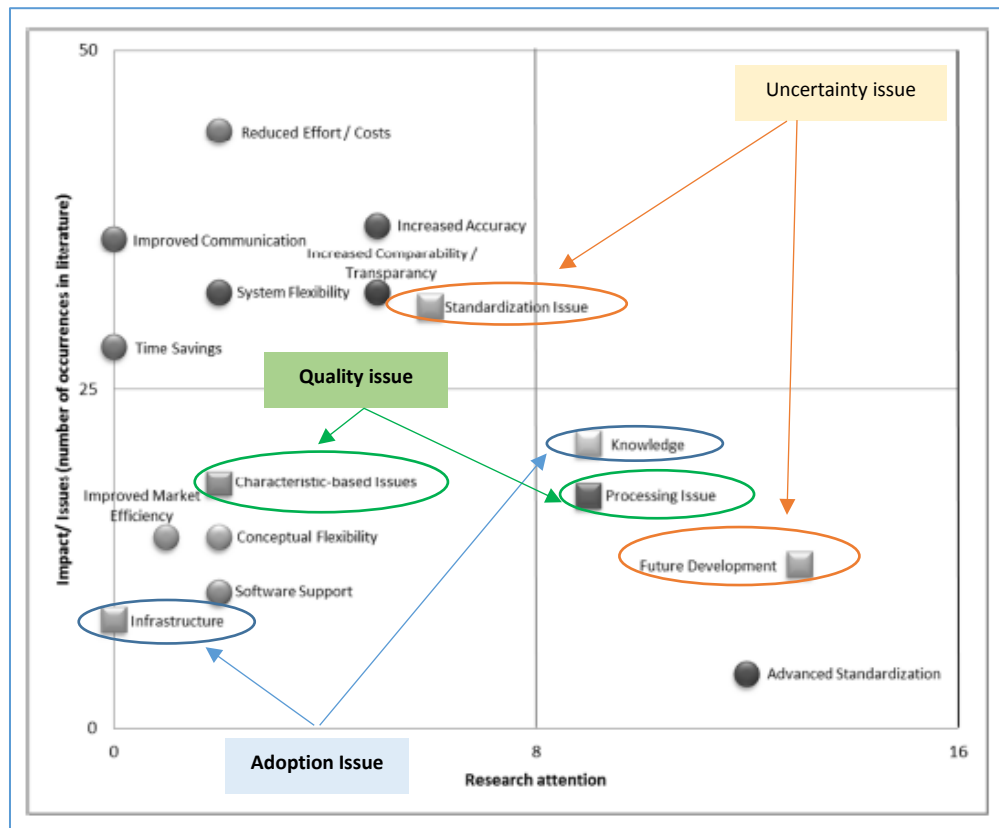 50
Uncertainty issue
Reduced Effort / Costs
Increased Accuracy
Improved Communication
Increased Comparability /
Transparancy
System Flexibility
Standardization Issue
Time Savings
Quality issue
25
Knowledge
Characteristic-based Issues
Processing Issue
Improved Market
Efficiency
Conceptual Flexibility
Future Development
Software Support
Infrastructure
Advanced Standardization
Impact/ Issues (number of occurrences in literature)
0
0
8
16
Adoption Issue
Research attention